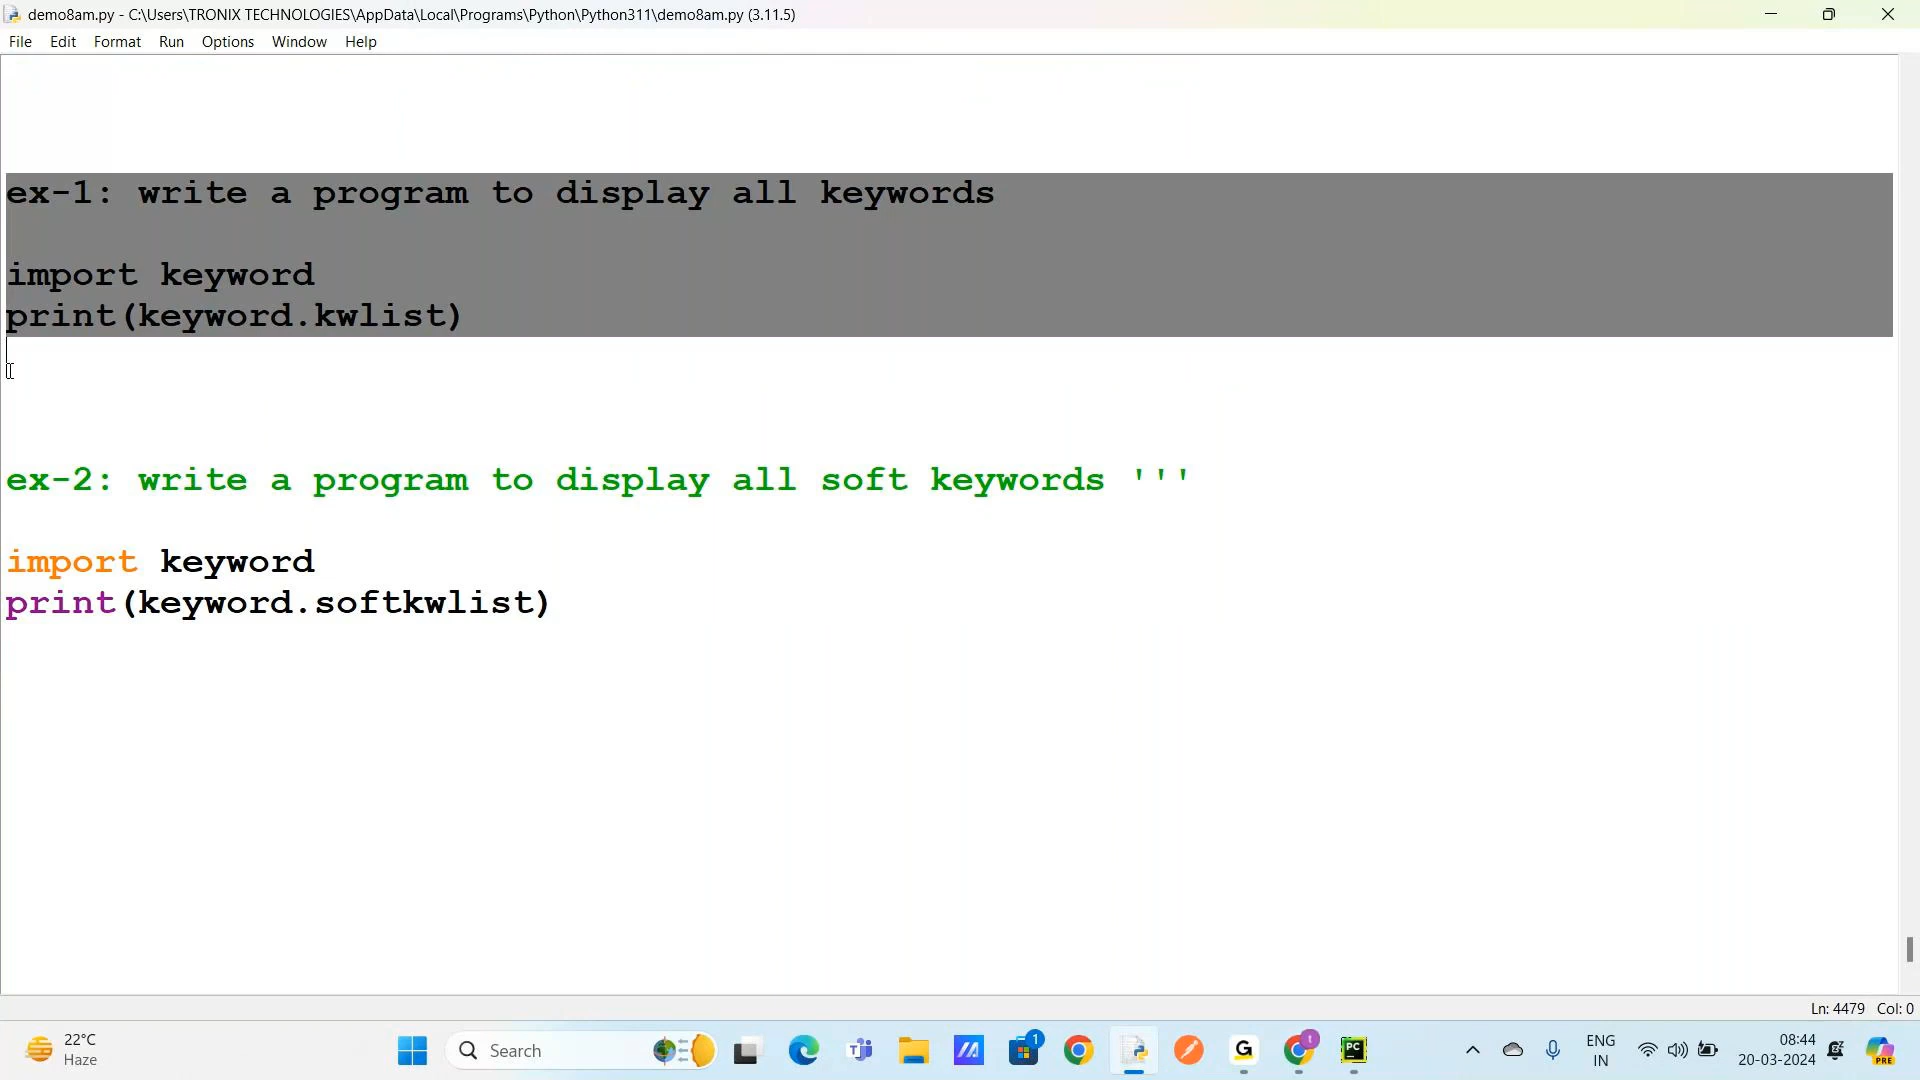 demo8am.py - C:\Users\TRONIX TECHNOLOGIES\AppData\Local\Programs\Python\Python311\demo8am.py (3.11.5)
File Edit Format Run Options Window Help
ex-1: write a program to display all keywords
import keyword
print(keyword.kwlist)
ex-2: write a program to display all soft keywords '''
import keyword
print(keyword.softkwlist)
Ln: 4479 Col: 0
22°C
Haze
Search
1
G
t
PC
ENG
IN
08:44
20-03-2024
PRE